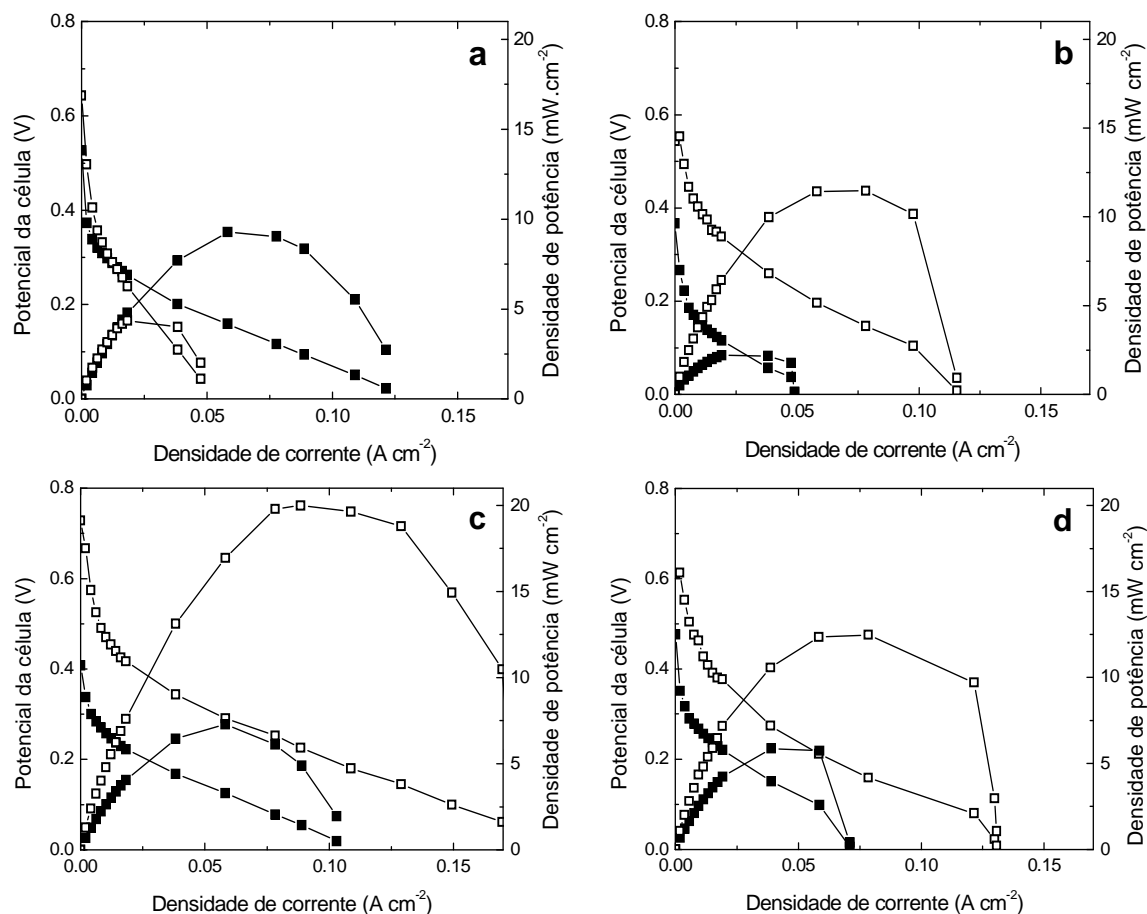 a
0.8
0.6
0.4
0.2
0.0
Potencial da célula (V)
20
15
10
5
0
Densidade de potência (mW.cm⁻²)
0.00 0.05 0.10 0.15
Densidade de corrente (A cm⁻²)
b
0.8
0.6
0.4
0.2
0.0
Potencial da célula (V)
20
15
10
5
0
Densidade de potência (mW cm⁻²)
0.00 0.05 0.10 0.15
Densidade de corrente (A cm⁻²)
c
0.8
0.6
0.4
0.2
0.0
Potencial da célula (V)
20
15
10
5
0
Densidade de potência (mW cm⁻²)
0.00 0.05 0.10 0.15
Densidade de corrente (A cm⁻²)
d
0.8
0.6
0.4
0.2
0.0
Potencial da célula (V)
20
15
10
5
0
Densidade de potência (mW cm⁻²)
0.00 0.05 0.10 0.15
Densidade de corrente (A cm⁻²)